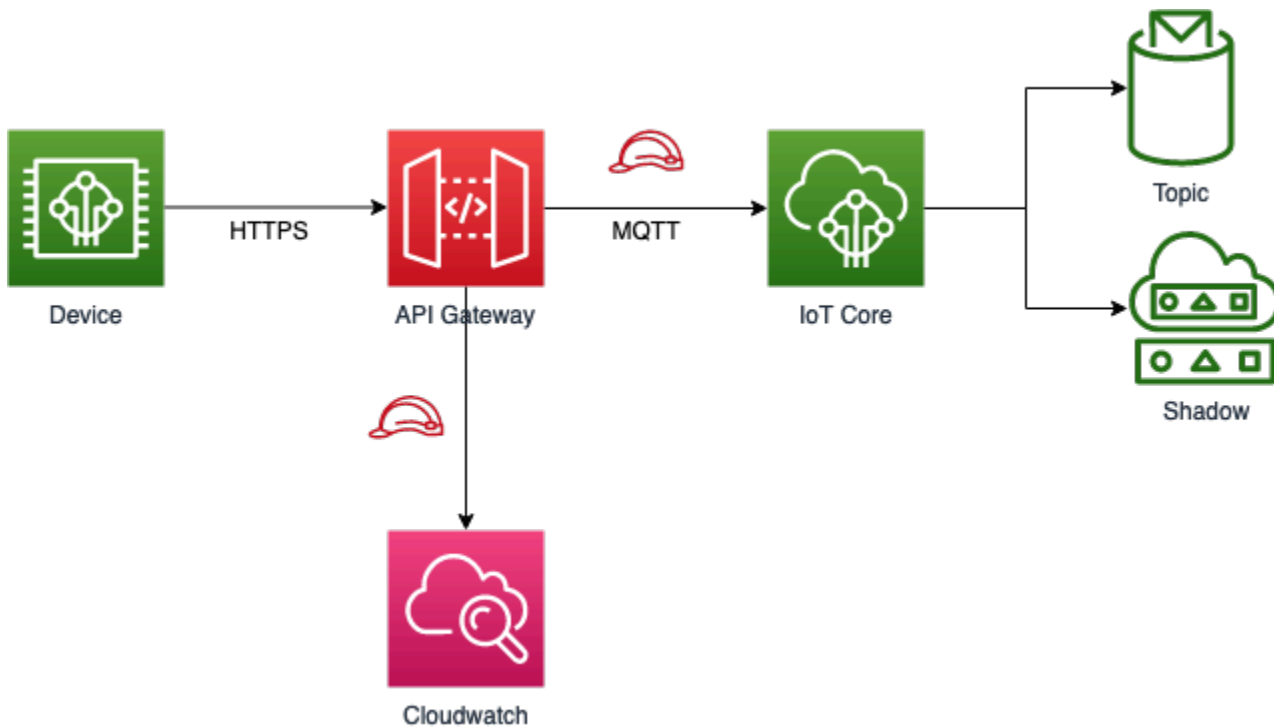 Topic
HTTPS
MQTT
Device
API Gateway
IoT Core
Shadow
Cloudwatch